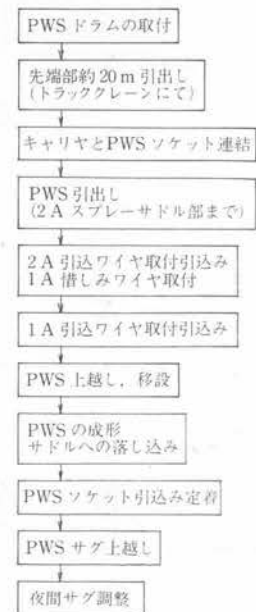 PWS ドラムの取付
先端部約 20 m 引出し
(トラッククレーンにて)
キャリヤとPWS ソケット連結
PWS 引出し
(2 A スプレーサドル部まで)
2 A 引込ワイヤ取付引込み
1 A 惜しみワイヤ取付
1 A 引込ワイヤ取付引込み
PWS 上越し, 移設
PWS の成形
サドルへの落し込み
PWS ソケット引込み定着
PWS サグ上越し
夜間サグ調整